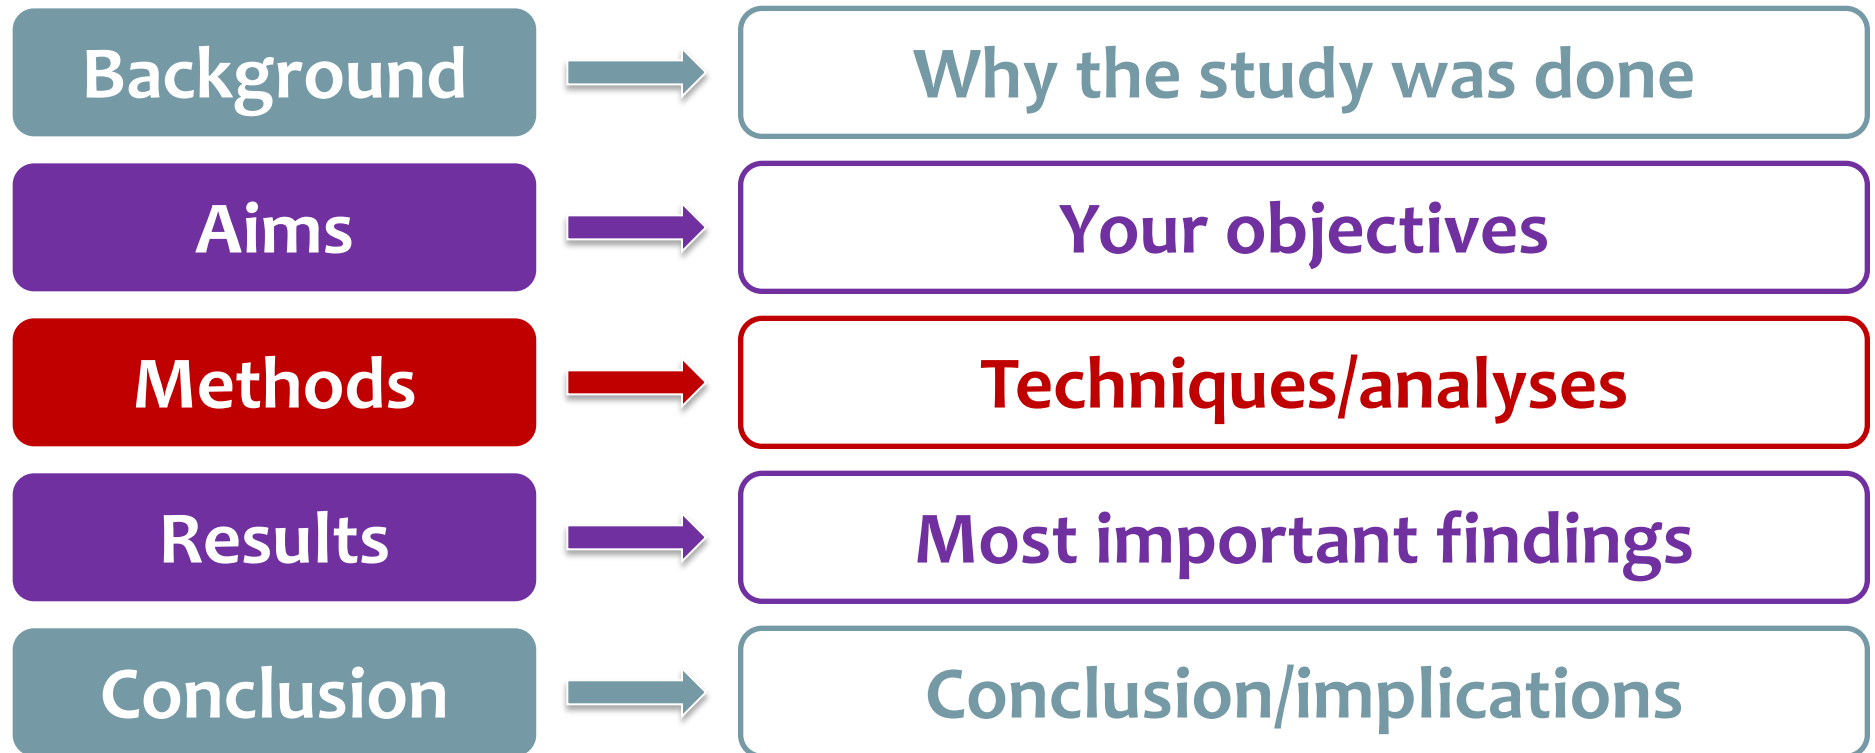 Background
Why the study was done
Aims
Your objectives
Methods
Techniques/analyses
Results
Most important findings
Conclusion
Conclusion/implications